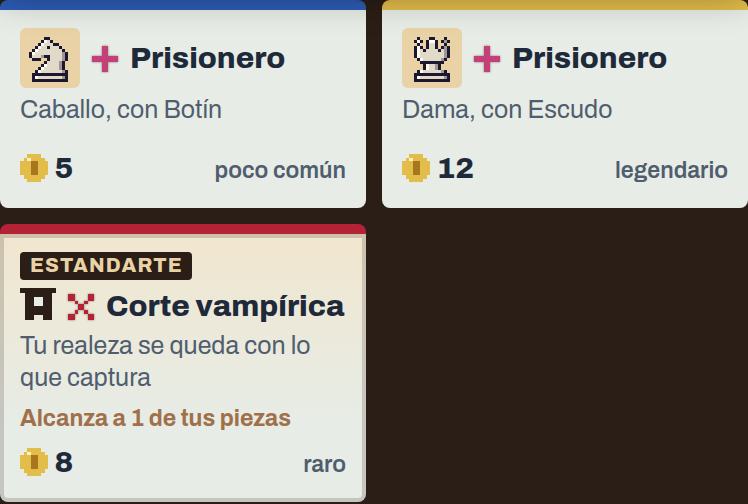 Prisionero
Caballo, con Botín
5 poco común
Prisionero
Dama, con Escudo
12 legendario
ESTANDARTE
Corte vampírica
Tu realeza se queda con lo
que captura
Alcanza a 1 de tus piezas
8 raro